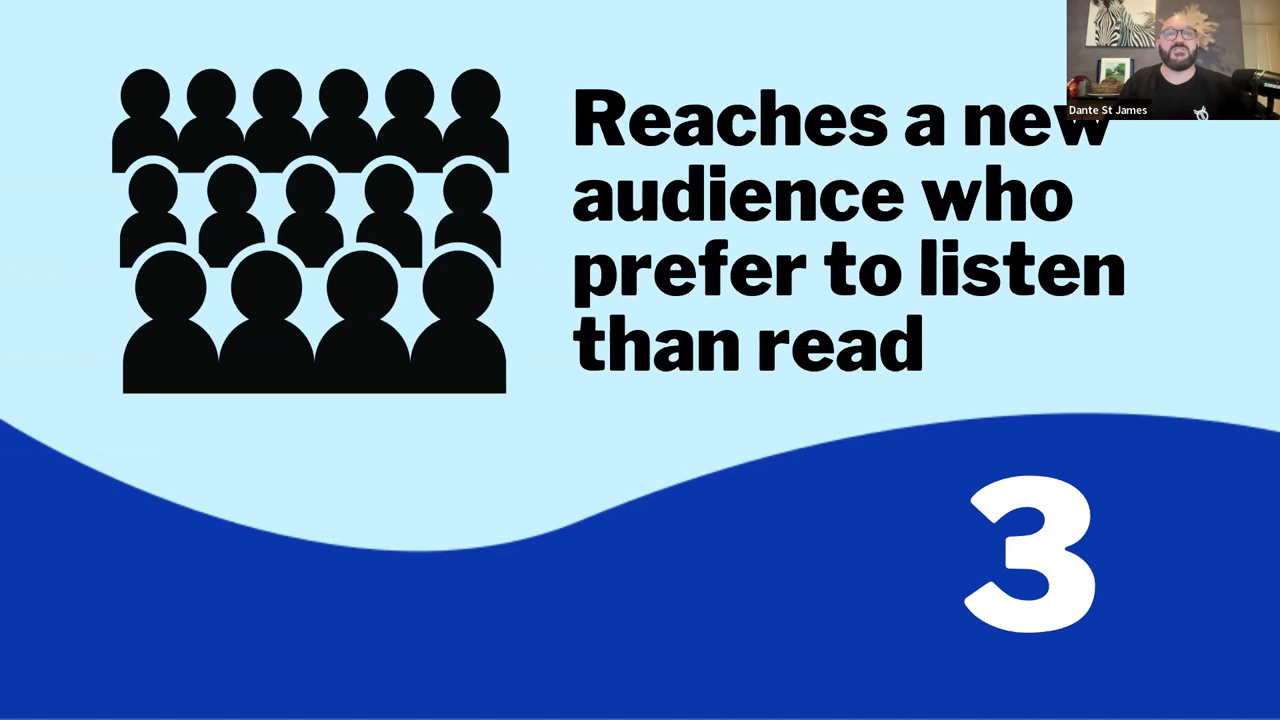 Reaches a new
audience who
prefer to listen
than read
Dante St James
3